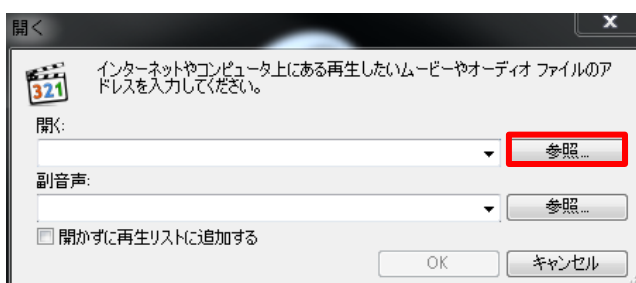 開く
x
321
インターネットやコンピュータ上にある再生したいムービーやオーディオ ファイルのア
ドレスを入力してください。
開く:
参照...
副音声:
参照...
開かずに再生リストに追加する
OK キャンセル